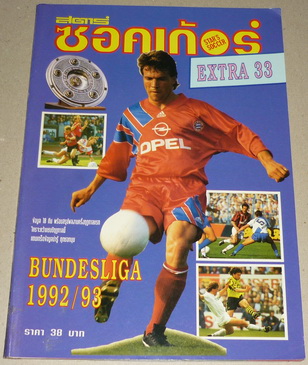 สตาร์
ซอคเก้อร์
STAR'S
SOCCER
EXTRA 33
OPEL
BUNDESLIGA
1992/93
ราคา 38 บาท